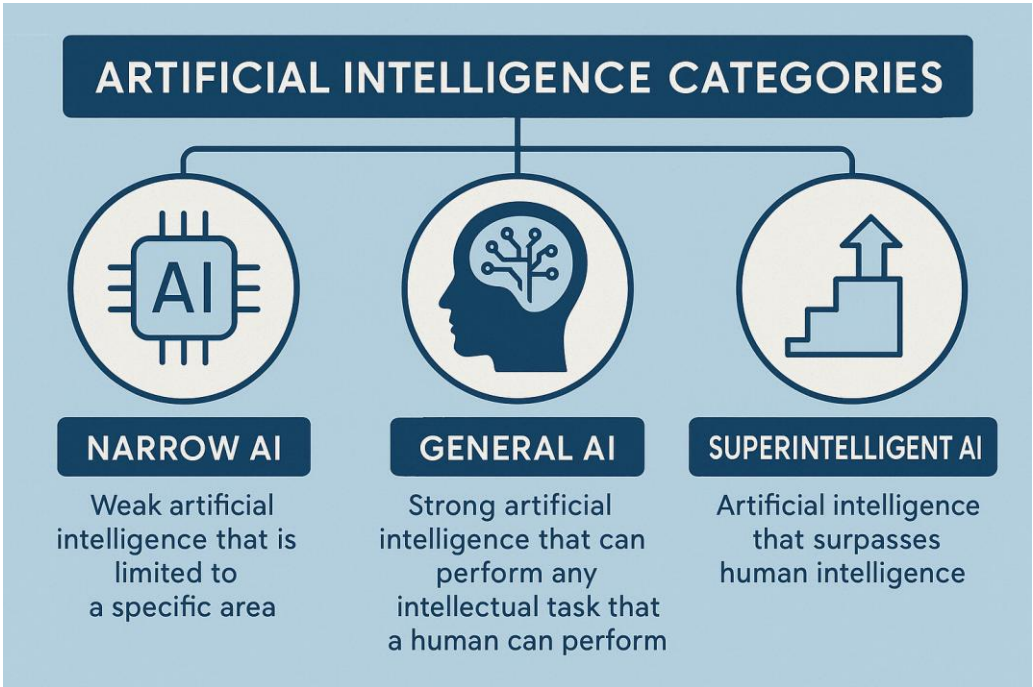 ARTIFICIAL INTELLIGENCE CATEGORIES
AI
NARROW AI
Weak artificial
intelligence that is
limited to
a specific area
GENERAL AI
Strong artificial
intelligence that can
perform any
intellectual task that
a human can perform
SUPERINTELLIGENT AI
Artificial intelligence
that surpasses
human intelligence